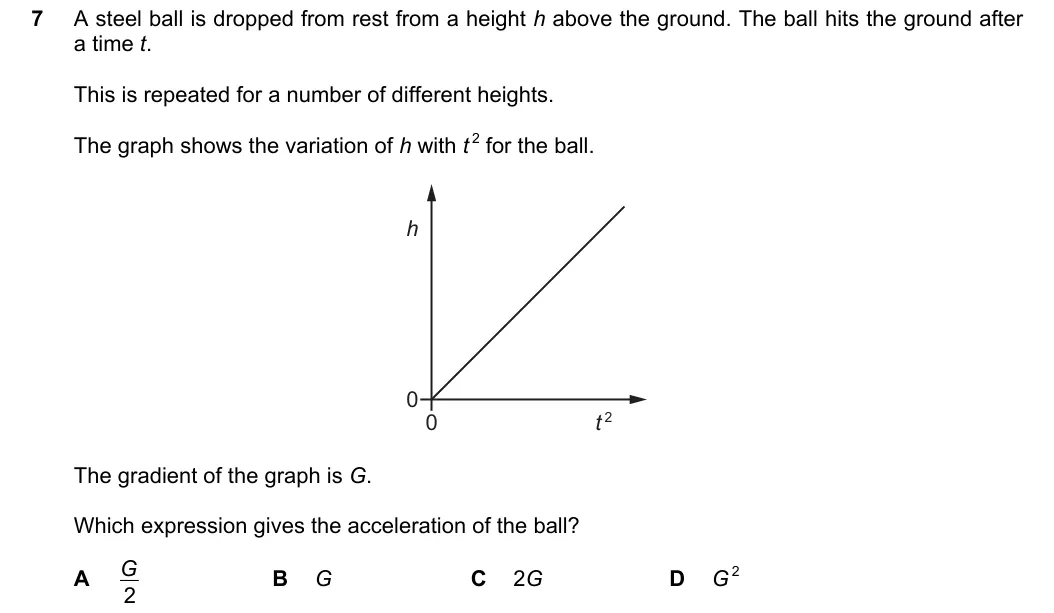 7 A steel ball is dropped from rest from a height h above the ground. The ball hits the ground after
a time t.
This is repeated for a number of different heights.
The graph shows the variation of h with t² for the ball.
h
0
0
t²
The gradient of the graph is G.
Which expression gives the acceleration of the ball?
A G/2 B G C 2G D G²